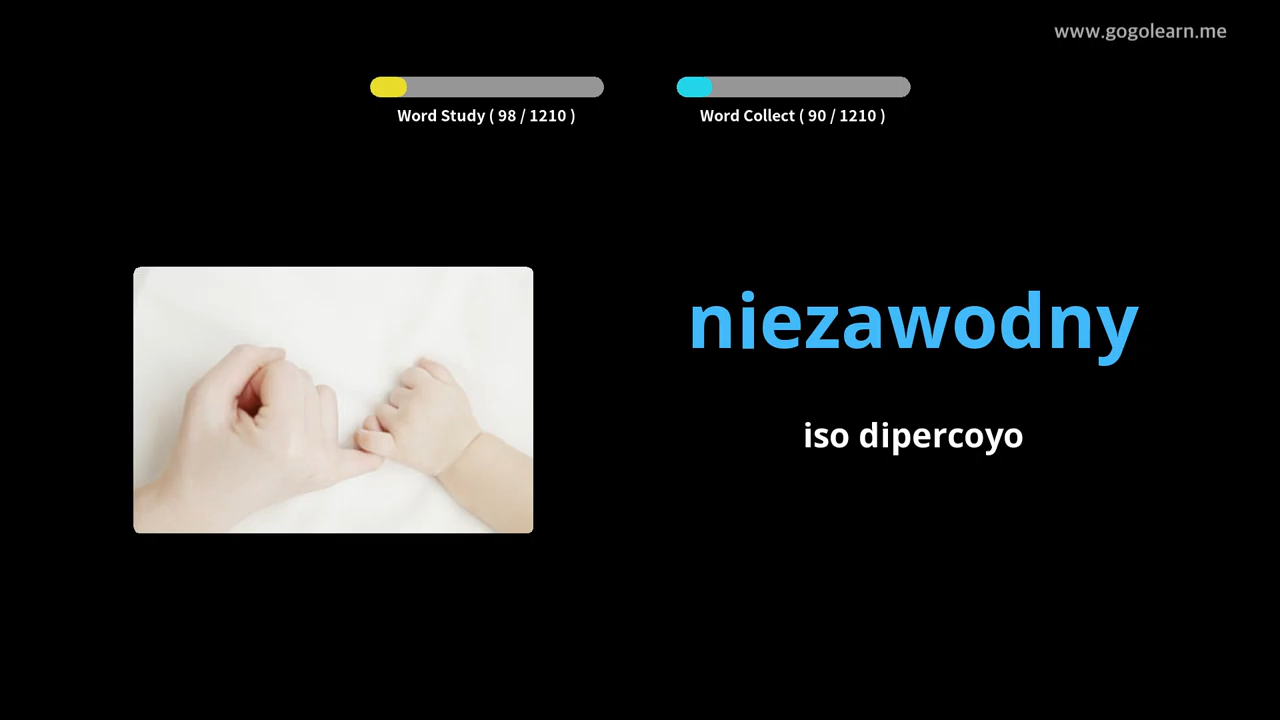 www.gogolearn.me
Word Study ( 98 / 1210 )
Word Collect ( 90 / 1210 )
niezawodny
iso dipercoyo